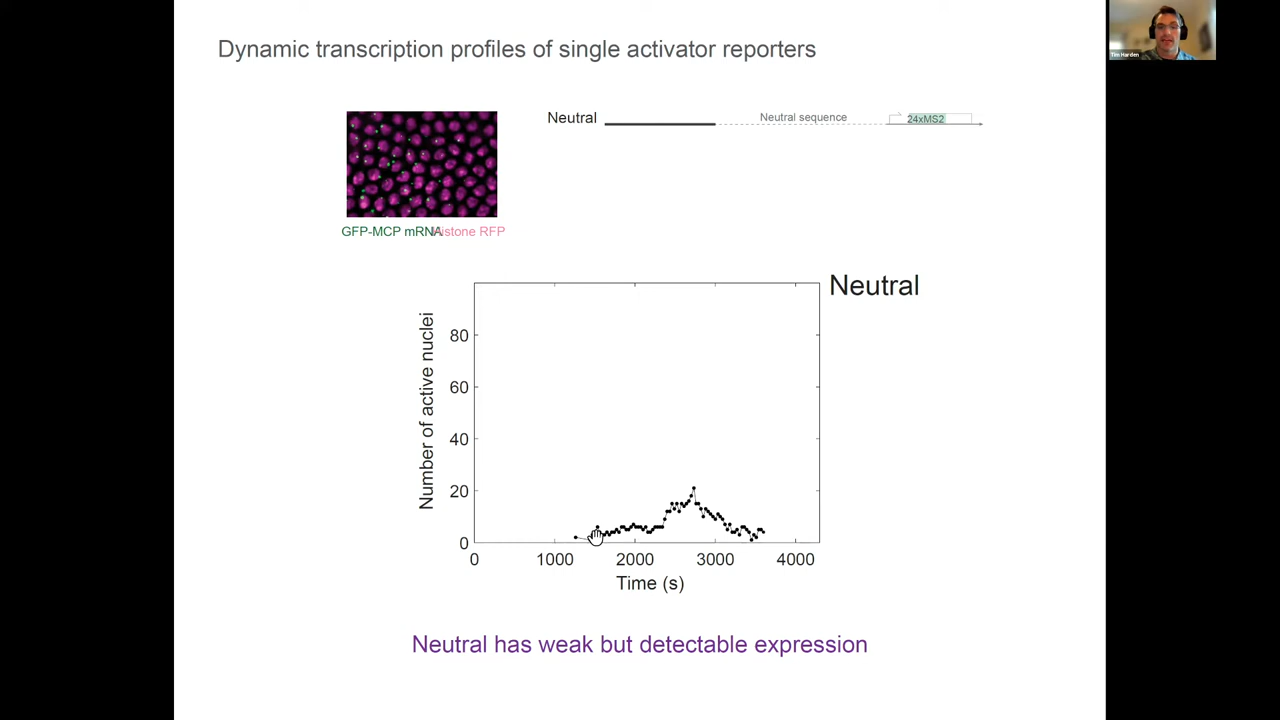 Dynamic transcription profiles of single activator reporters
Tim Harden
Neutral
Neutral sequence
24xMS2
GFP-MCP mRNA
Histone RFP
Neutral
Number of active nuclei
80
60
40
20
0
0 1000 2000 3000 4000
Time (s)
Neutral has weak but detectable expression